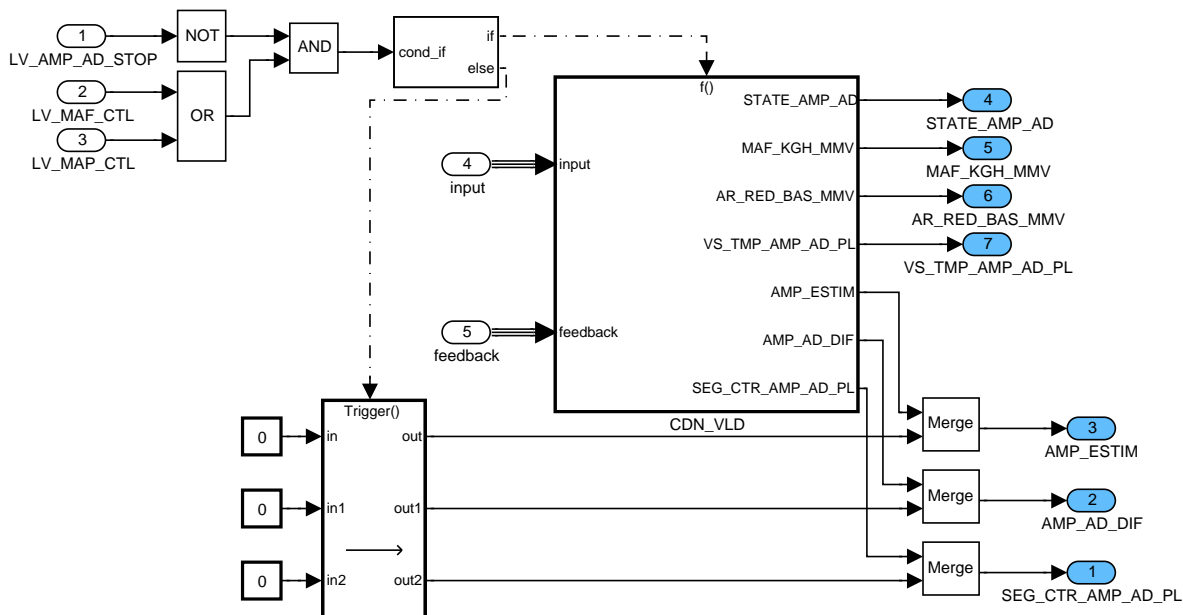 1
LV_AMP_AD_STOP
NOT
AND
2
LV_MAF_CTL
3
LV_MAP_CTL
OR
cond_if
if
else
f()
4
input
5
feedback
input
feedback
STATE_AMP_AD
MAF_KGH_MMV
AR_RED_BAS_MMV
VS_TMP_AMP_AD_PL
AMP_ESTIM
AMP_AD_DIF
SEG_CTR_AMP_AD_PL
CDN_VLD
4
STATE_AMP_AD
5
MAF_KGH_MMV
6
AR_RED_BAS_MMV
7
VS_TMP_AMP_AD_PL
Trigger()
0
in
out
0
in1
out1
0
in2
out2
Merge
3
AMP_ESTIM
Merge
2
AMP_AD_DIF
Merge
1
SEG_CTR_AMP_AD_PL